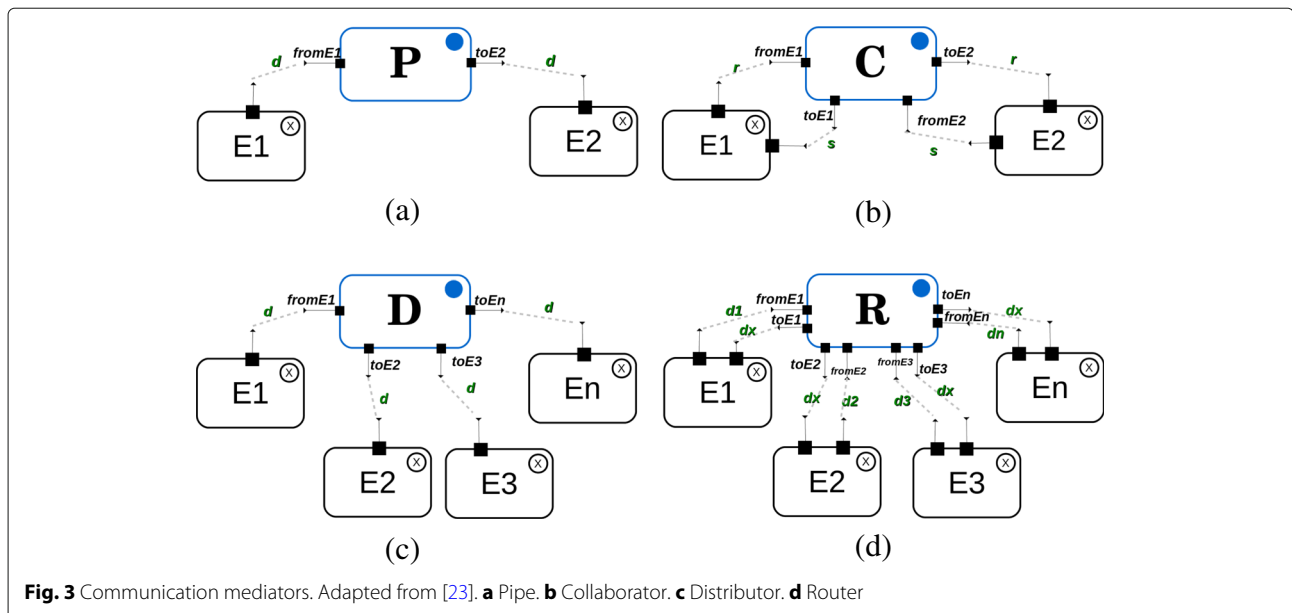 fromE1 P toE2
d d
E1 X E2 X
(a)
fromE1 C toE2
r r
toE1 fromE2
E1 X s s E2 X
(b)
fromE1 D toEn
d d
toE2 toE3
E1 X d d En X
E2 X E3 X
(c)
fromE1 R toEn
d1 toE1 fromEn dx
dx dn
toE2 fromE2 fromE3 toE3
E1 X dx d2 d3 dx En X
E2 X E3 X
(d)
Fig. 3 Communication mediators. Adapted from [23]. a Pipe. b Collaborator. c Distributor. d Router